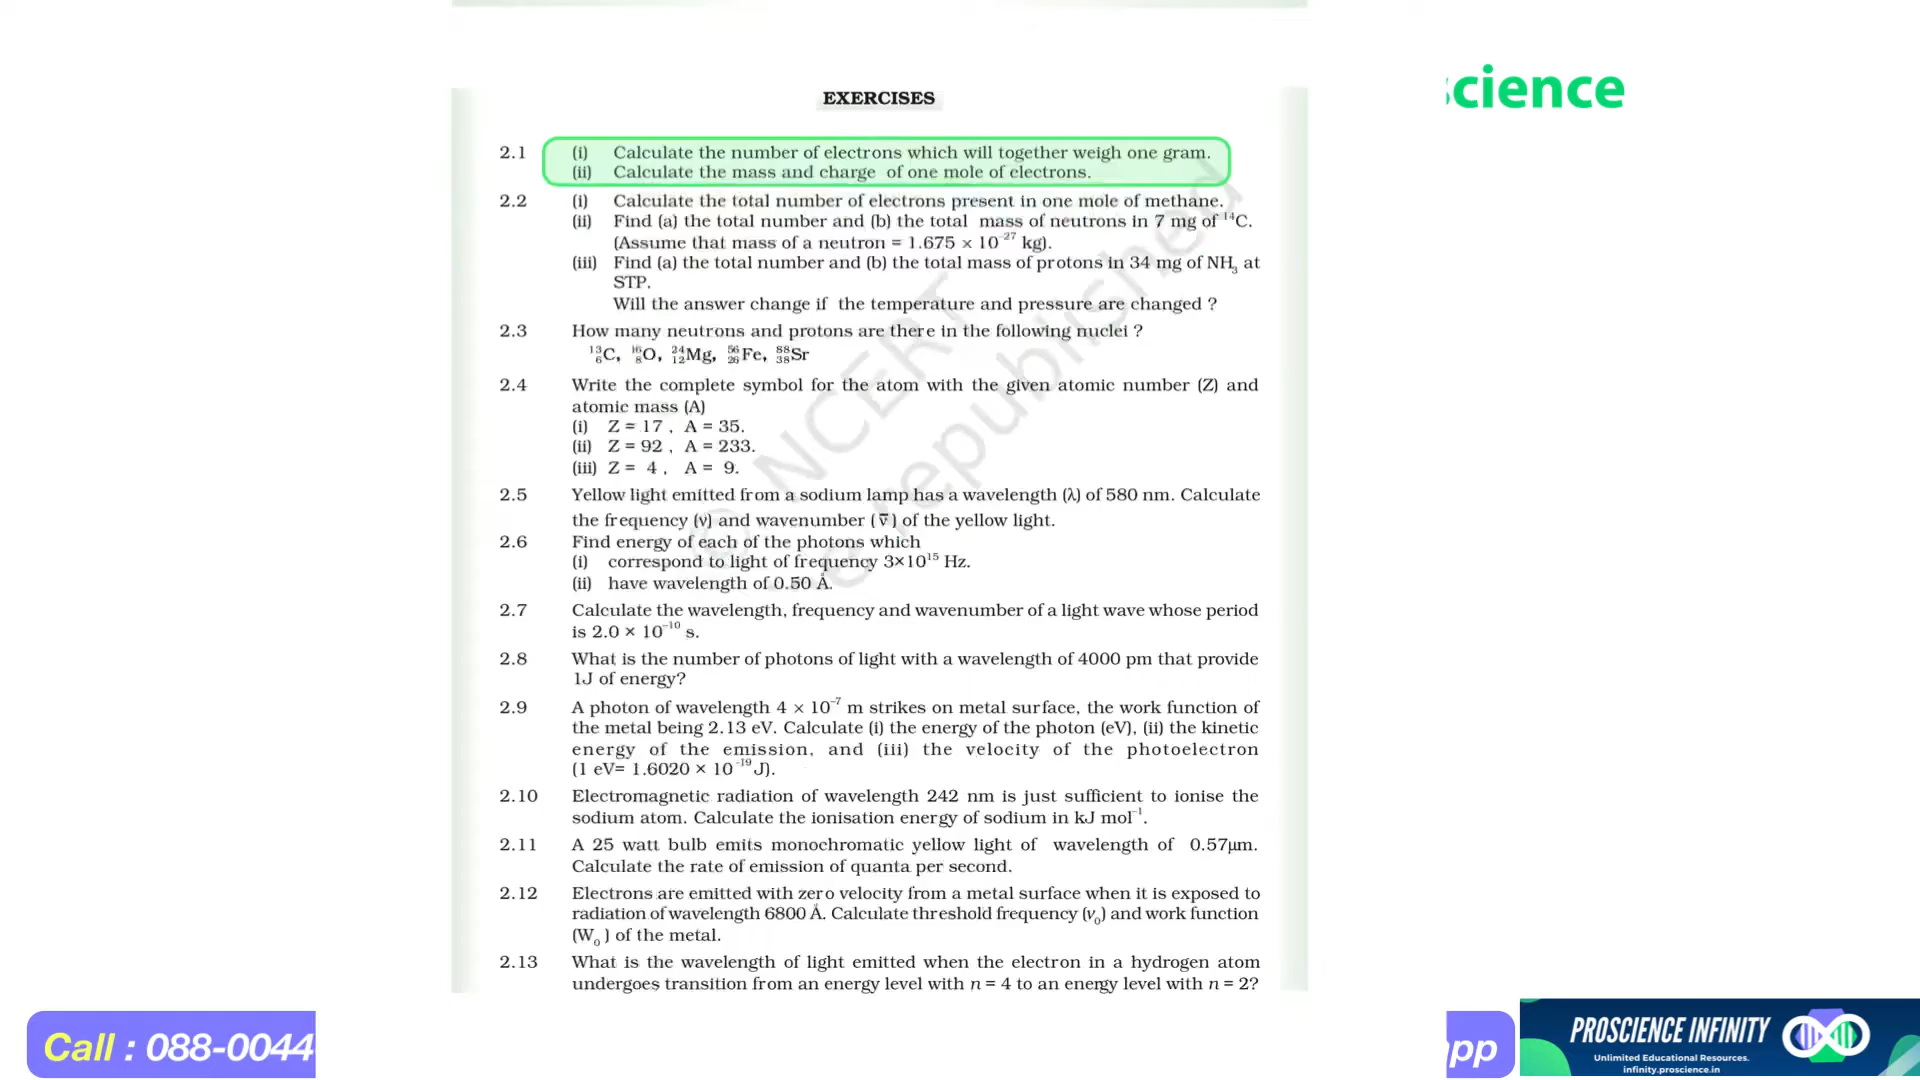 EXERCISES
cience
2.1 (i) Calculate the number of electrons which will together weigh one gram.
(ii) Calculate the mass and charge of one mole of electrons.
2.2 (i) Calculate the total number of electrons present in one mole of methane.
(ii) Find (a) the total number and (b) the total mass of neutrons in 7 mg of ¹⁴C.
(Assume that mass of a neutron = 1.675 × 10⁻²⁷ kg).
(iii) Find (a) the total number and (b) the total mass of protons in 34 mg of NH₃ at
STP.
Will the answer change if the temperature and pressure are changed ?
2.3 How many neutrons and protons are there in the following nuclei ?
¹³₆C, ¹⁶₈O, ²⁴₁₂Mg, ⁵⁶₂₆Fe, ⁸⁸₃₈Sr
2.4 Write the complete symbol for the atom with the given atomic number (Z) and
atomic mass (A)
(i) Z = 17 , A = 35.
(ii) Z = 92 , A = 233.
(iii) Z = 4 , A = 9.
2.5 Yellow light emitted from a sodium lamp has a wavelength (λ) of 580 nm. Calculate
the frequency (ν) and wavenumber ( ν̅ ) of the yellow light.
2.6 Find energy of each of the photons which
(i) correspond to light of frequency 3×10¹⁵ Hz.
(ii) have wavelength of 0.50 Å.
2.7 Calculate the wavelength, frequency and wavenumber of a light wave whose period
is 2.0 × 10⁻¹⁰ s.
2.8 What is the number of photons of light with a wavelength of 4000 pm that provide
1J of energy?
2.9 A photon of wavelength 4 × 10⁻⁷ m strikes on metal surface, the work function of
the metal being 2.13 eV. Calculate (i) the energy of the photon (eV), (ii) the kinetic
energy of the emission, and (iii) the velocity of the photoelectron
(1 eV= 1.6020 × 10⁻¹⁹ J).
2.10 Electromagnetic radiation of wavelength 242 nm is just sufficient to ionise the
sodium atom. Calculate the ionisation energy of sodium in kJ mol⁻¹.
2.11 A 25 watt bulb emits monochromatic yellow light of wavelength of 0.57μm.
Calculate the rate of emission of quanta per second.
2.12 Electrons are emitted with zero velocity from a metal surface when it is exposed to
radiation of wavelength 6800 Å. Calculate threshold frequency (ν₀) and work function
(W₀ ) of the metal.
2.13 What is the wavelength of light emitted when the electron in a hydrogen atom
undergoes transition from an energy level with n = 4 to an energy level with n = 2?
© NCERT
republished
Call : 088-0044
pp
PROSCIENCE INFINITY
Unlimited Educational Resources.
infinity.proscience.in